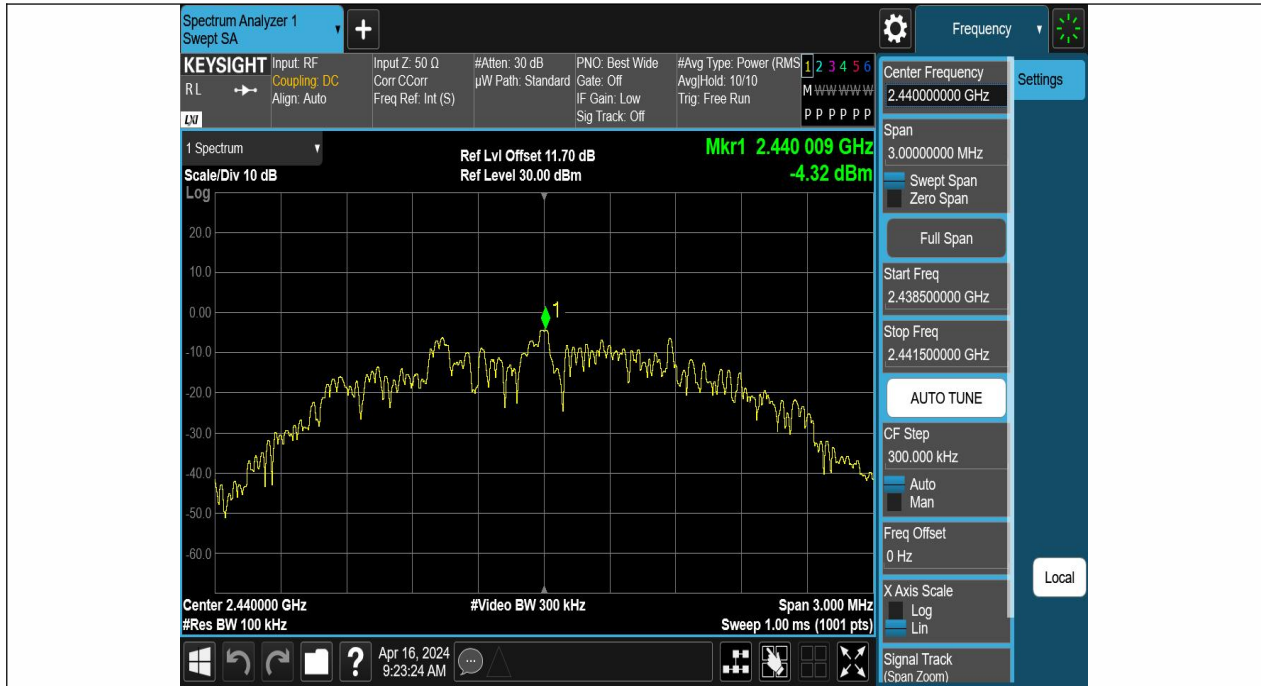 Spectrum Analyzer 1
Swept SA
+
Frequency
KEYSIGHT
RL
LXI
Input: RF
Coupling: DC
Align: Auto
Input Z: 50 Ω
Corr CCorr
Freq Ref: Int (S)
#Atten: 30 dB
µW Path: Standard
PNO: Best Wide
Gate: Off
IF Gain: Low
Sig Track: Off
#Avg Type: Power (RMS
Avg|Hold: 10/10
Trig: Free Run
1 2 3 4 5 6
M W W W W W
P P P P P P
1 Spectrum
Scale/Div 10 dB
Ref Lvl Offset 11.70 dB
Ref Level 30.00 dBm
Mkr1 2.440 009 GHz
-4.32 dBm
Log
20.0
10.0
0.00
-10.0
-20.0
-30.0
-40.0
-50.0
-60.0
1
Center 2.440000 GHz
#Res BW 100 kHz
#Video BW 300 kHz
Span 3.000 MHz
Sweep 1.00 ms (1001 pts)
Center Frequency
2.440000000 GHz
Settings
Span
3.00000000 MHz
Swept Span
Zero Span
Full Span
Start Freq
2.438500000 GHz
Stop Freq
2.441500000 GHz
AUTO TUNE
CF Step
300.000 kHz
Auto
Man
Freq Offset
0 Hz
X Axis Scale
Log
Lin
Signal Track
(Span Zoom)
Local
?
Apr 16, 2024
9:23:24 AM